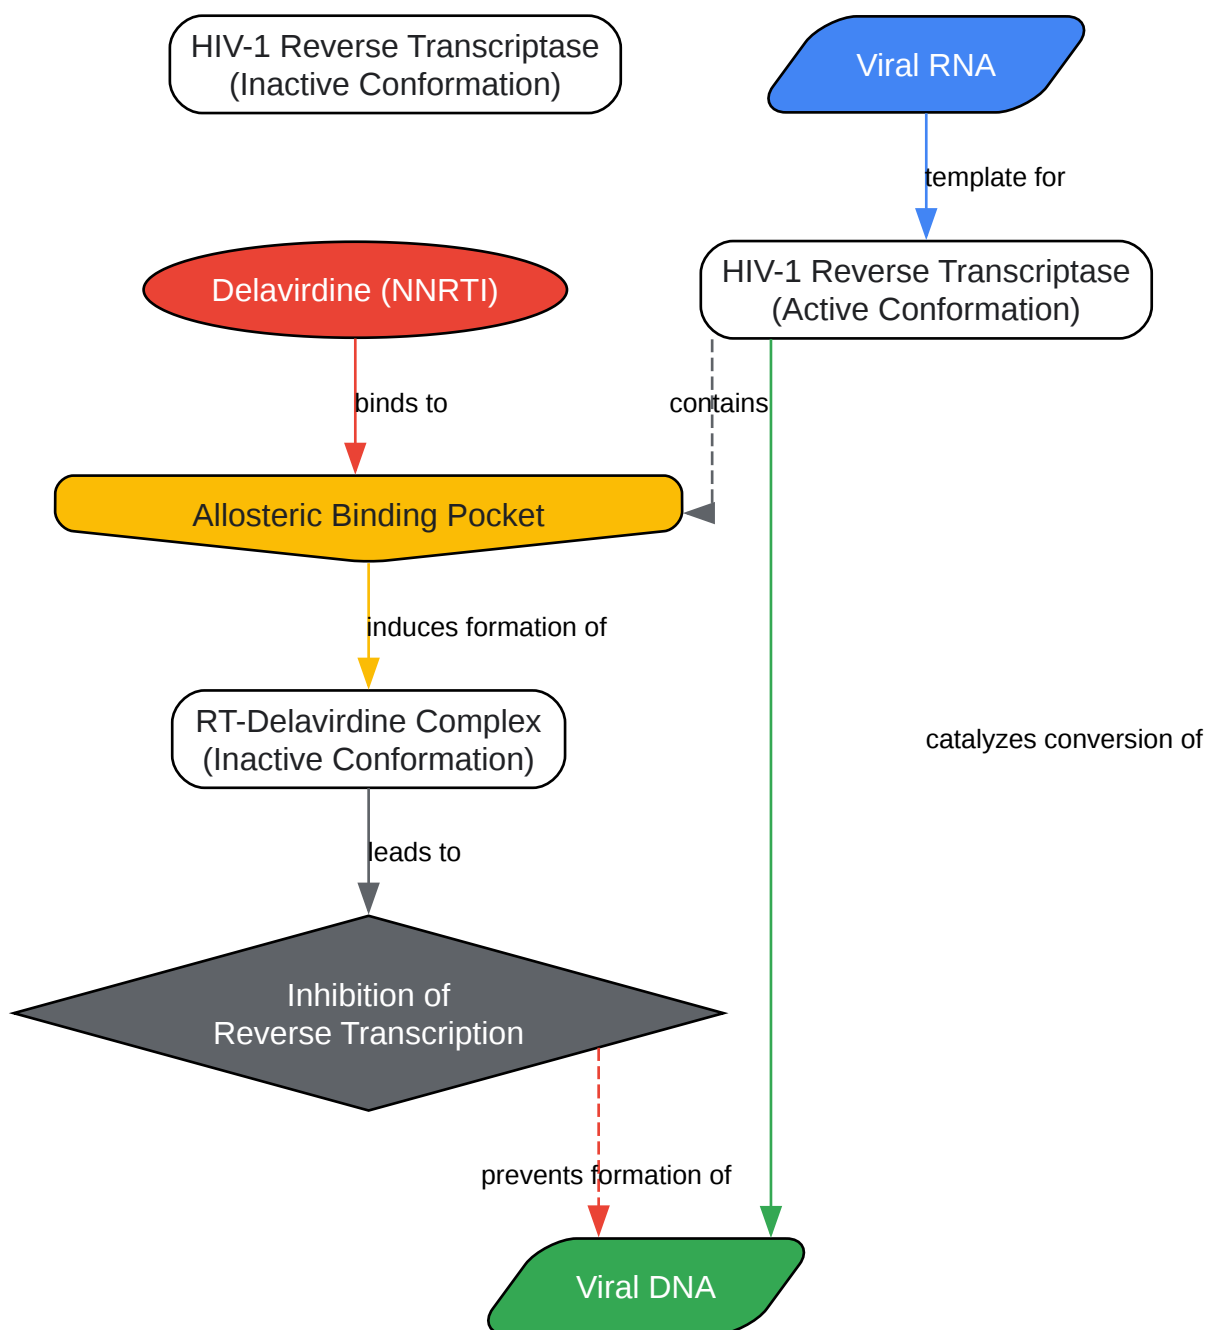 HIV-1 Reverse Transcriptase
(Inactive Conformation)
Viral RNA
template for
HIV-1 Reverse Transcriptase
(Active Conformation)
Delavirdine (NNRTI)
binds to
contains
Allosteric Binding Pocket
induces formation of
RT-Delavirdine Complex
(Inactive Conformation)
catalyzes conversion of
leads to
Inhibition of
Reverse Transcription
prevents formation of
Viral DNA